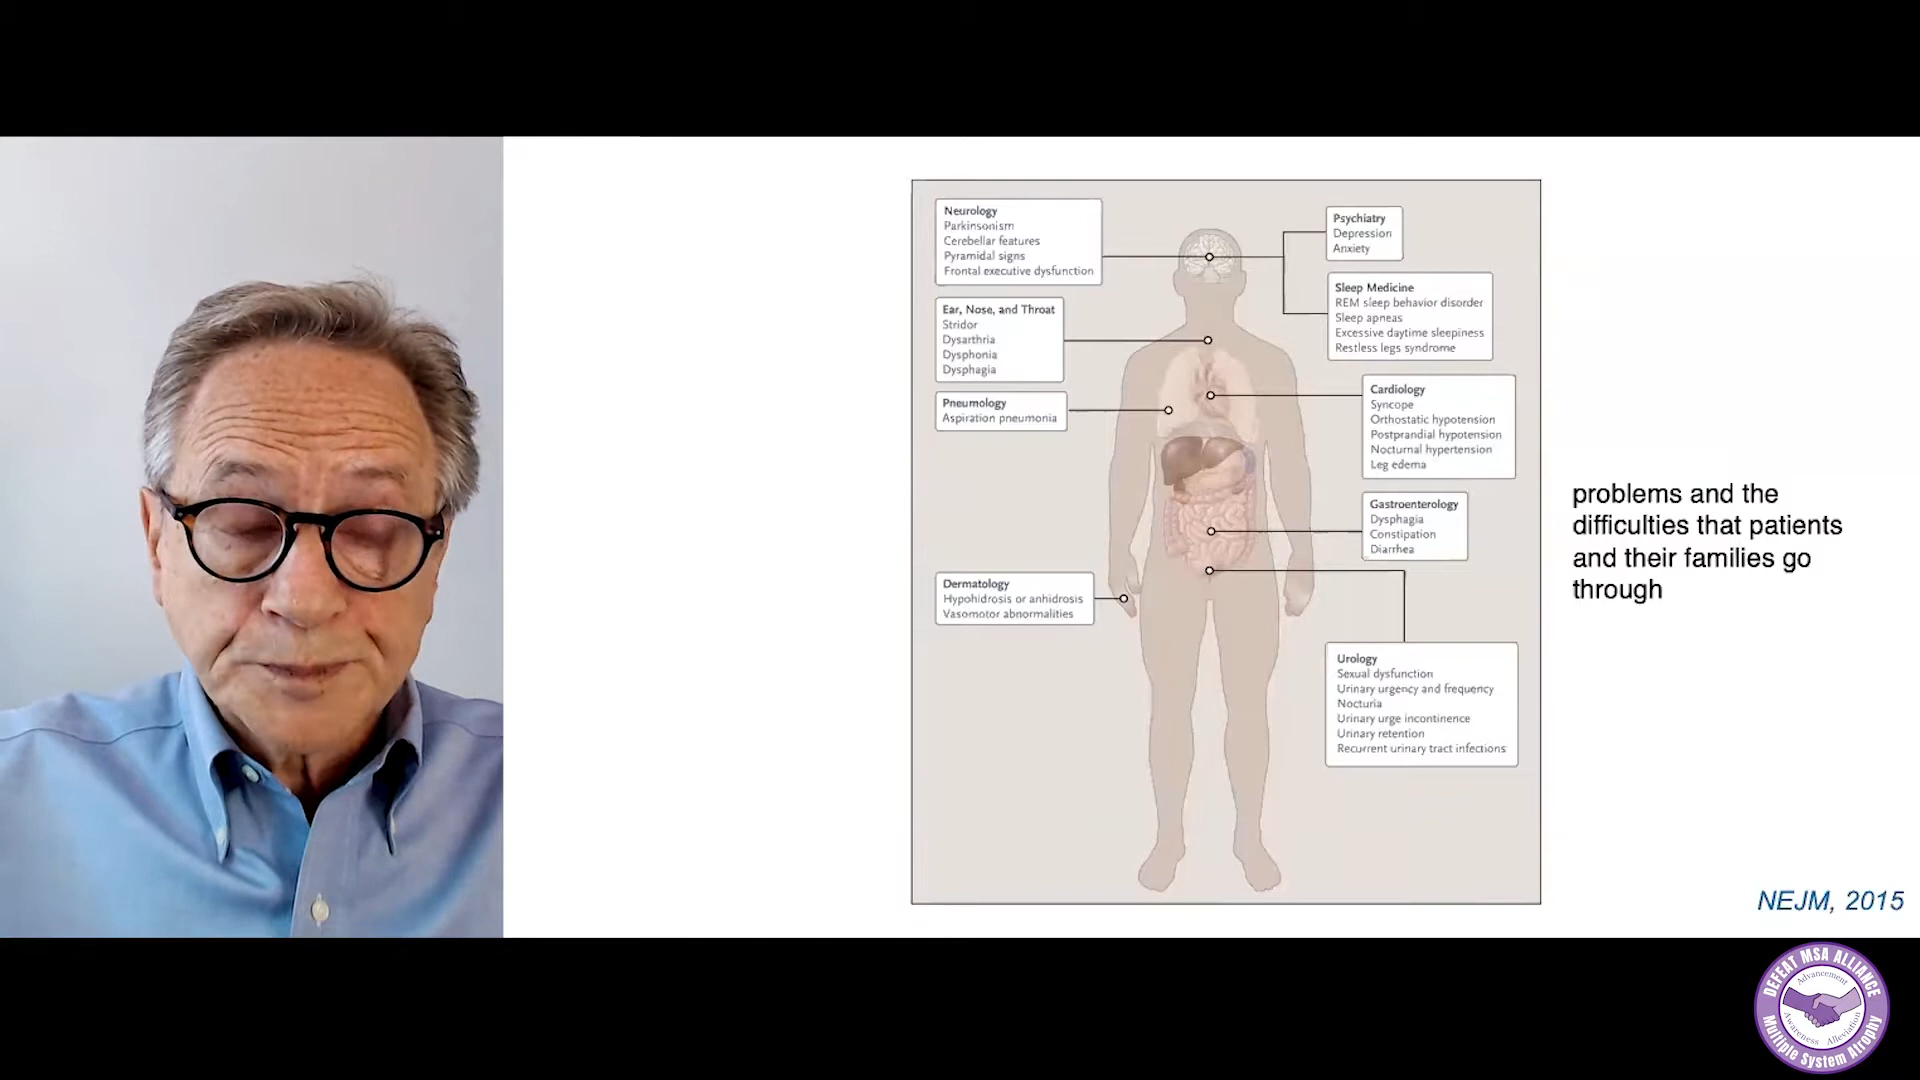 Neurology
Parkinsonism
Cerebellar features
Pyramidal signs
Frontal executive dysfunction
Ear, Nose, and Throat
Stridor
Dysarthria
Dysphonia
Dysphagia
Pneumology
Aspiration pneumonia
Dermatology
Hypohidrosis or anhidrosis
Vasomotor abnormalities
Psychiatry
Depression
Anxiety
Sleep Medicine
REM sleep behavior disorder
Sleep apneas
Excessive daytime sleepiness
Restless legs syndrome
Cardiology
Syncope
Orthostatic hypotension
Postprandial hypotension
Nocturnal hypertension
Leg edema
Gastroenterology
Dysphagia
Constipation
Diarrhea
Urology
Sexual dysfunction
Urinary urgency and frequency
Nocturia
Urinary urge incontinence
Urinary retention
Recurrent urinary tract infections
problems and the
difficulties that patients
and their families go
through
NEJM, 2015
DEFEAT MSA ALLIANCE
Advancement
Awareness Alleviation
Multiple System Atrophy